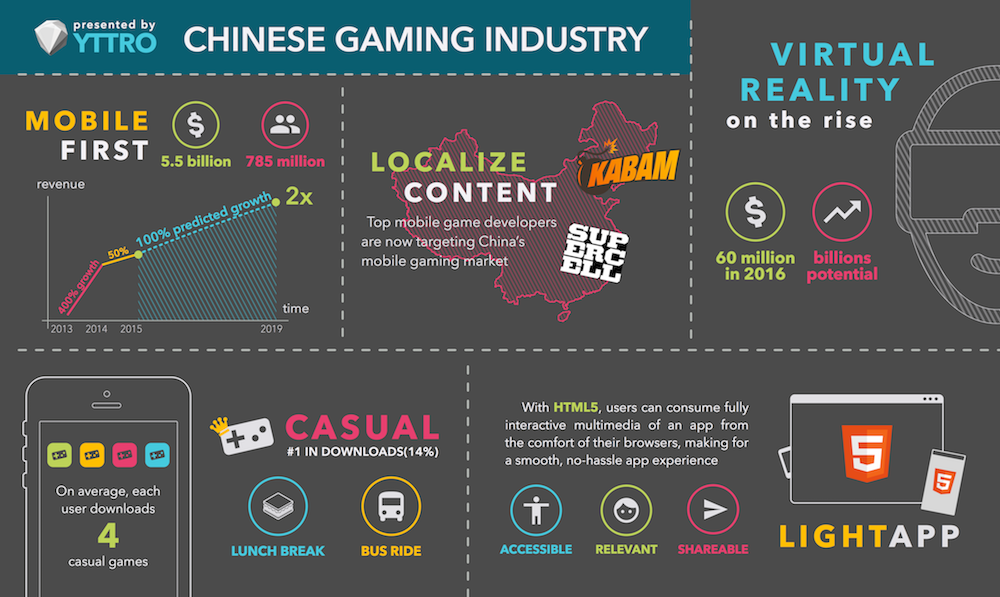 presented by
YTTRO
CHINESE GAMING INDUSTRY
MOBILE
FIRST
5.5 billion
785 million
revenue
400% growth
50%
100% predicted growth
2x
time
2013
2014
2015
2019
LOCALIZE
CONTENT
Top mobile game developers
are now targeting China's
mobile gaming market
KABAM
SUP
ERC
ELL
VIRTUAL
REALITY
on the rise
60 million
in 2016
billions
potential
On average, each
user downloads
4
casual games
CASUAL
#1 IN DOWNLOADS(14%)
LUNCH BREAK
BUS RIDE
With HTML5, users can consume fully
interactive multimedia of an app from
the comfort of their browsers, making for
a smooth, no-hassle app experience
ACCESSIBLE
RELEVANT
SHAREABLE
5
5
LIGHTAPP